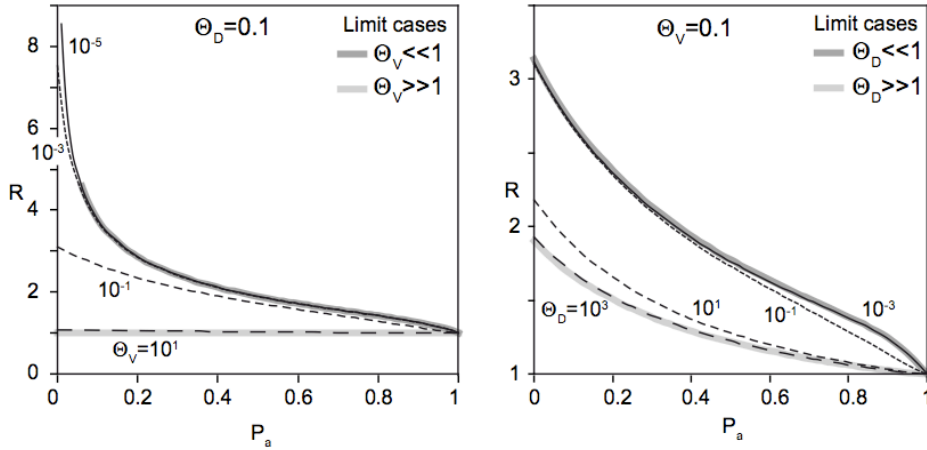 Θ_D=0.1
Limit cases
Θ_V<<1
Θ_V>>1
8
6
4
2
0
R
10^-5
10^-3
10^-1
Θ_V=10^1
0
0.2
0.4
0.6
0.8
1
P_a
Θ_V=0.1
Limit cases
Θ_D<<1
Θ_D>>1
3
2
1
R
Θ_D=10^3
10^1
10^-1
10^-3
0
0.2
0.4
0.6
0.8
1
P_a